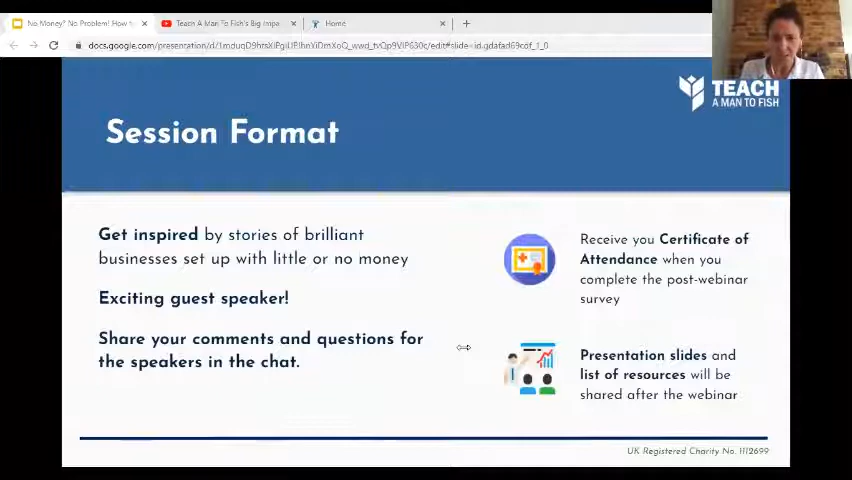 No Money? No Problem! How t
Teach A Man To Fish's Big Impa
Home
TEACH
A MAN TO FISH
Session Format
Get inspired by stories of brilliant
businesses set up with little or no money
Exciting guest speaker!
Share your comments and questions for
the speakers in the chat.
Receive you Certificate of
Attendance when you
complete the post-webinar
survey
Presentation slides and
list of resources will be
shared after the webinar
UK Registered Charity No. 1112699